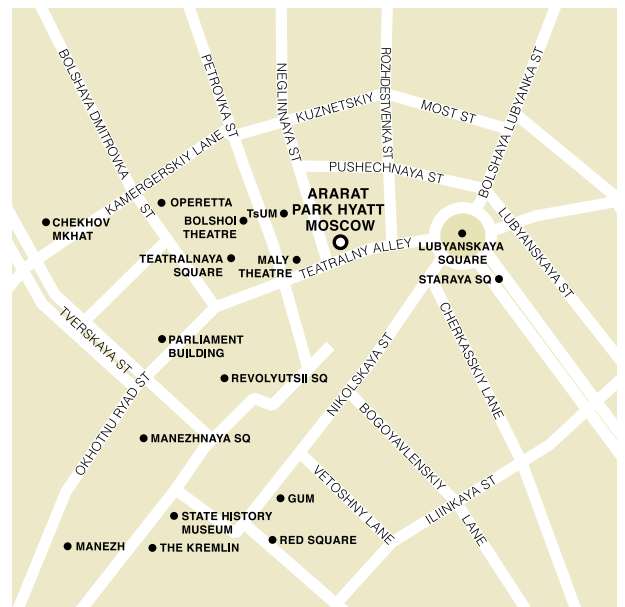 BOLSHAYA DMITROVKA
ST
PETROVKA ST
NEGLINNAYA ST
ROZHDESTVENKA ST
KUZNETSKIY
MOST ST
BOLSHAYA LUBYANKA ST
KAMERGERSKIY LANE
PUSHECHNAYA ST
LUBYANSKAYA ST
OPERETTA
TsUM
BOLSHOI
THEATRE
CHEKHOV
MKHAT
ARARAT
PARK HYATT
MOSCOW
TEATRALNY ALLEY
LUBYANSKAYA
SQUARE
TEATRALNAYA
SQUARE
MALY
THEATRE
STARAYA SQ
TVERSKAYA ST
PARLIAMENT
BUILDING
REVOLYUTSII SQ
NIKOLSKAYA ST
CHERKASSKIY LANE
OKHOTNU RYAD ST
MANEZHNAYA SQ
BOGOYAVLENSKIY
LANE
VETOSHNY LANE
ILIINKAYA ST
GUM
STATE HISTORY
MUSEUM
RED SQUARE
MANEZH
THE KREMLIN